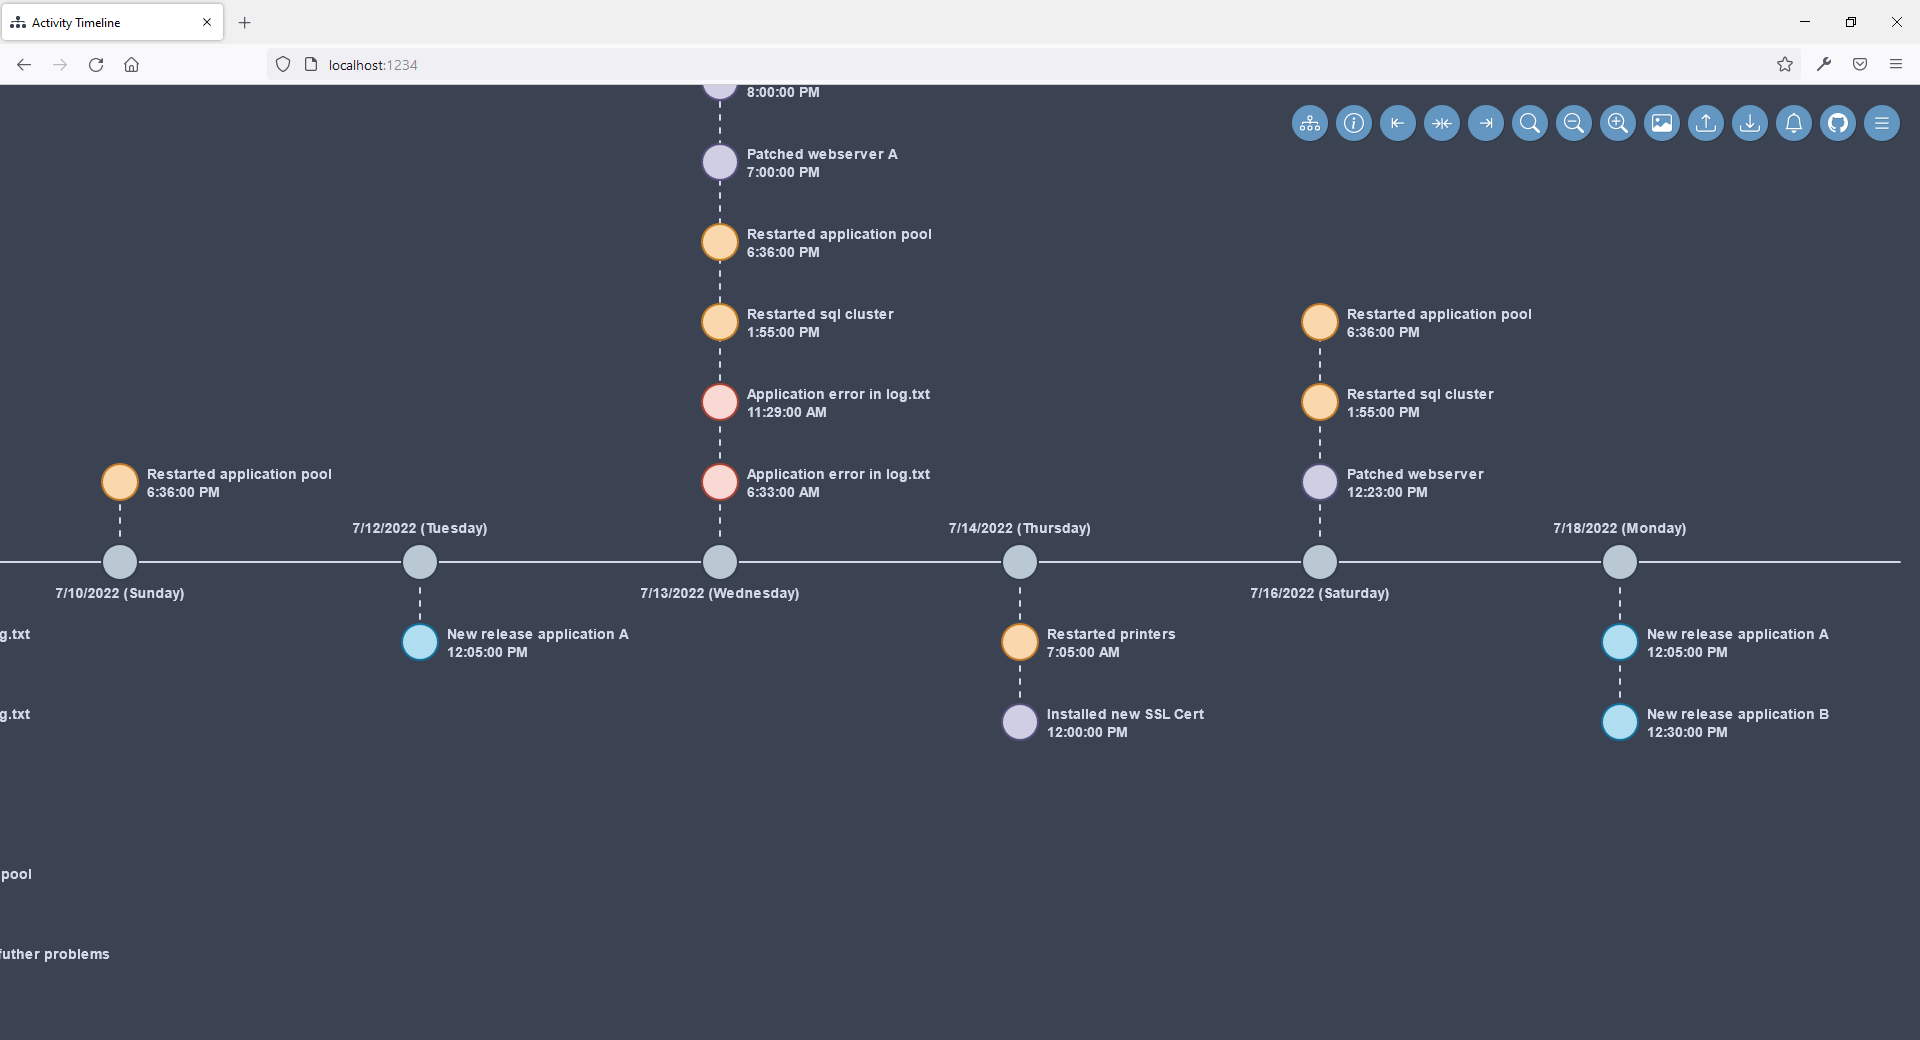 Activity Timeline
localhost:1234
8:00:00 PM
Patched webserver A
7:00:00 PM
Restarted application pool
6:36:00 PM
Restarted sql cluster
1:55:00 PM
Application error in log.txt
11:29:00 AM
Application error in log.txt
6:33:00 AM
Restarted application pool
6:36:00 PM
Restarted sql cluster
1:55:00 PM
Patched webserver
12:23:00 PM
Restarted application pool
6:36:00 PM
7/12/2022 (Tuesday)
7/14/2022 (Thursday)
7/18/2022 (Monday)
7/10/2022 (Sunday)
7/13/2022 (Wednesday)
7/16/2022 (Saturday)
g.txt
New release application A
12:05:00 PM
Restarted printers
7:05:00 AM
New release application A
12:05:00 PM
g.txt
Installed new SSL Cert
12:00:00 PM
New release application B
12:30:00 PM
pool
futher problems